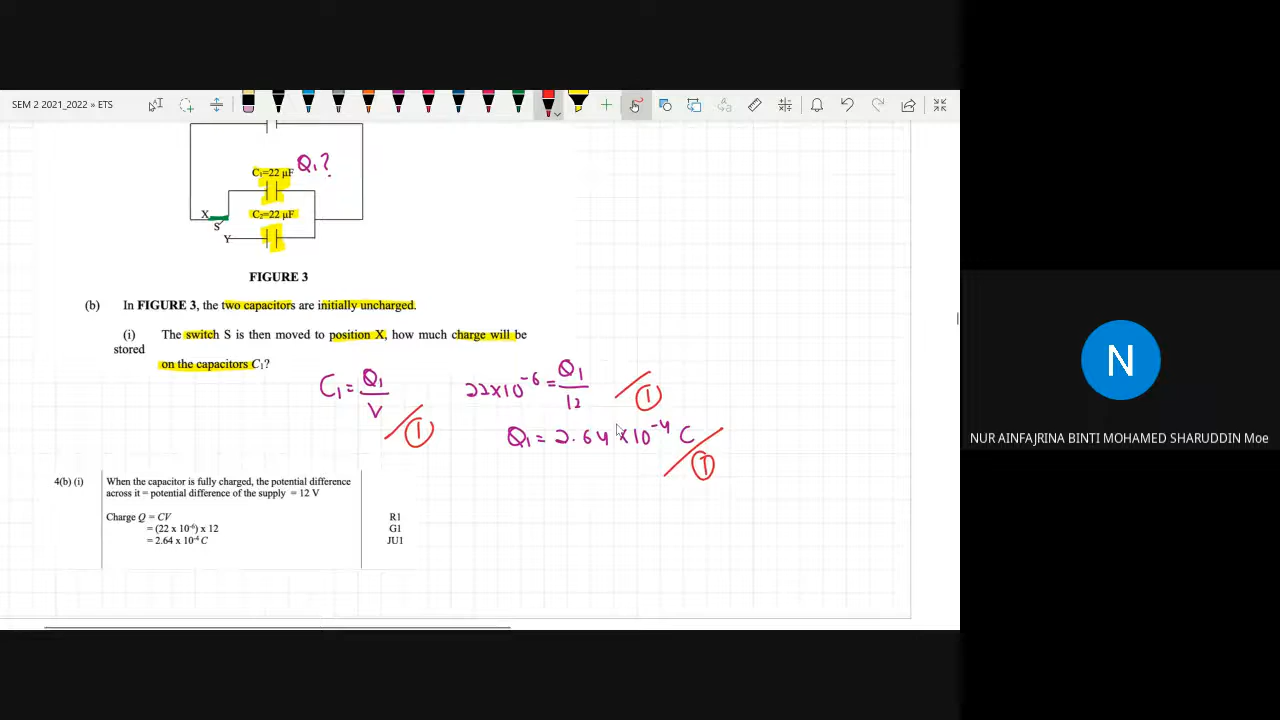 SEM 2 2021_2022 » ETS
C₁=22 µF
Q₁?
X
C₂=22 µF
S
Y
FIGURE 3
(b) In FIGURE 3, the two capacitors are initially uncharged.
(i) The switch S is then moved to position X, how much charge will be
stored
on the capacitors C₁?
C₁ = Q₁/V ①
22×10⁻⁶ = Q₁/12 ①
Q₁ = 2.64 ×10⁻⁴ C ①
4(b) (i) When the capacitor is fully charged, the potential difference
across it = potential difference of the supply = 12 V
Charge Q = CV R1
= (22 x 10⁻⁶) x 12 G1
= 2.64 x 10⁻⁴ C JU1
N
NUR AINFAJRINA BINTI MOHAMED SHARUDDIN Moe